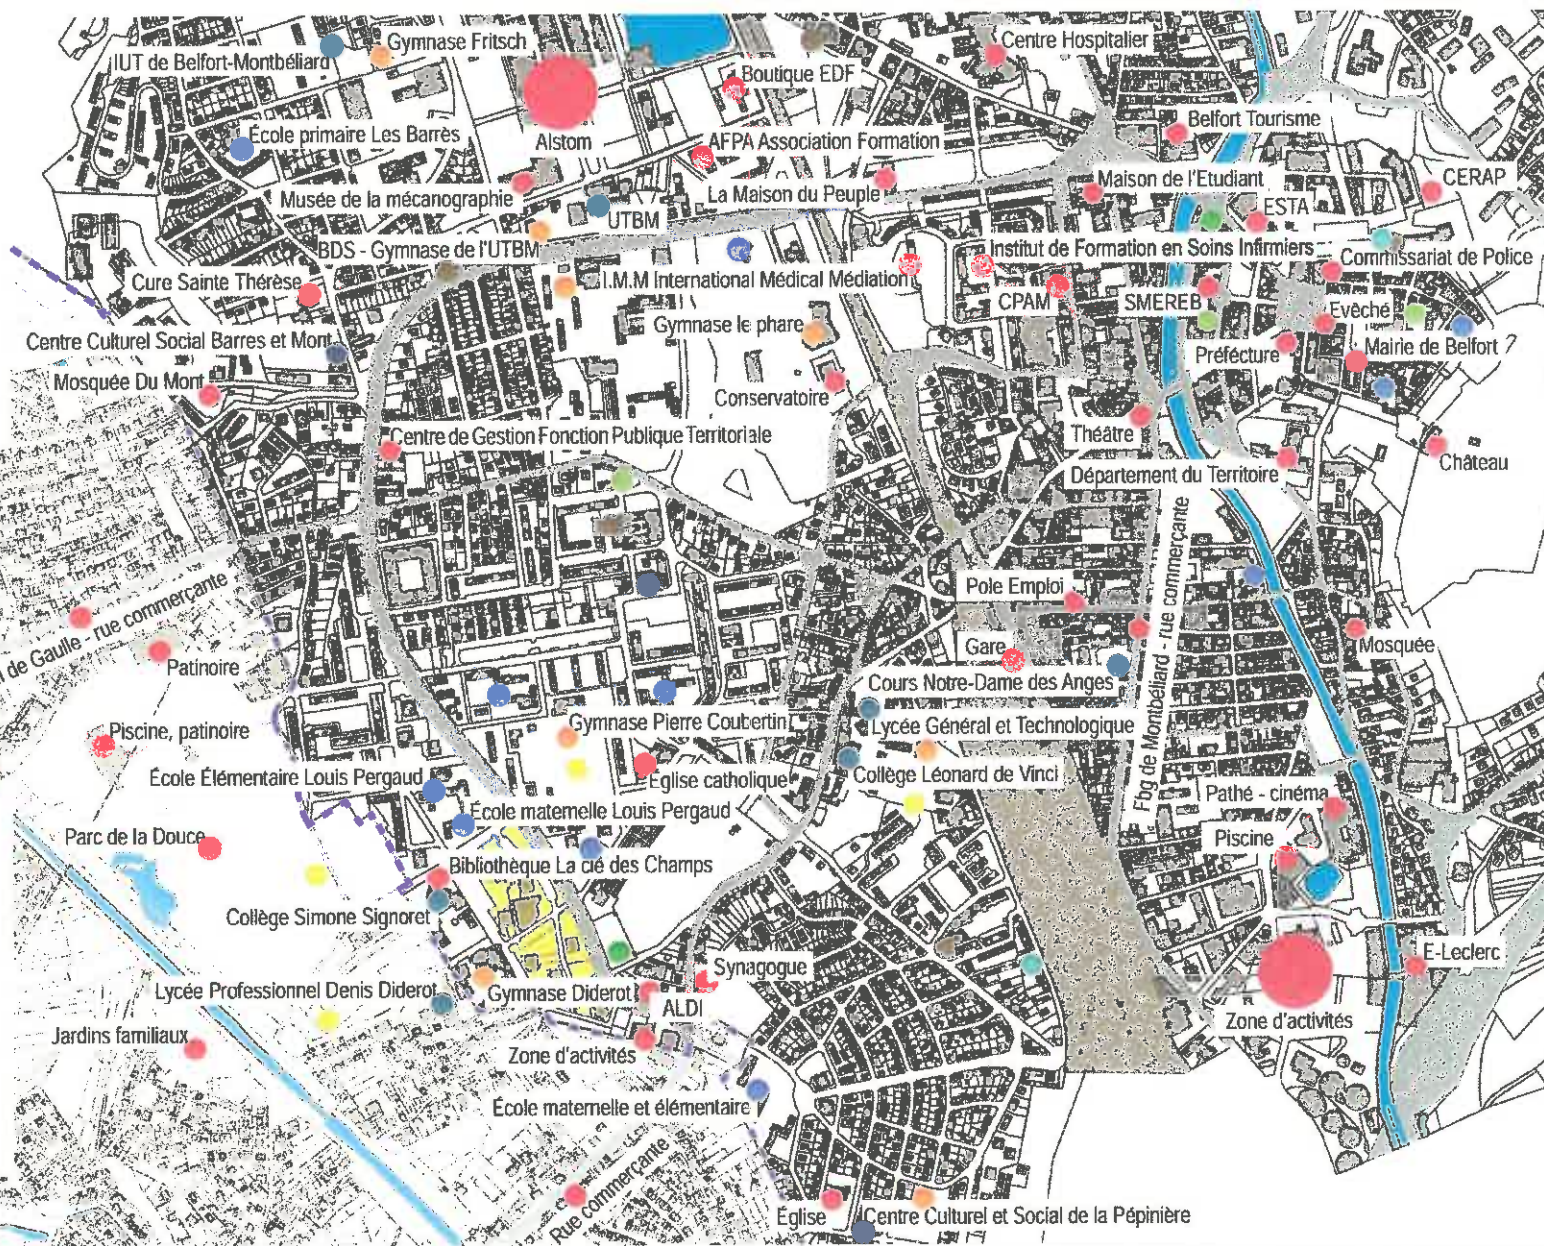 Gymnase Fritsch
Centre Hospitalier
IUT de Belfort-Montbéliard
Boutique EDF
Belfort Tourisme
École primaire Les Barrès
Alstom
AFPA Association Formation
Maison de l'Etudiant
CERAP
Musée de la mécanographie
La Maison du Peuple
UTBM
ESTA
BDS - Gymnase de l'UTBM
Institut de Formation en Soins Infirmiers
Commissariat de Police
Cure Sainte Thérèse
I.M.M International Médical Médiation
CPAM
SMEREB
Evêché
Gymnase le phare
Centre Culturel Social Barres et Mont
Préfécture
Mairie de Belfort ?
Mosquée Du Mont
Conservatoire
Centre de Gestion Fonction Publique Territoriale
Théâtre
Château
Département du Territoire
Fbg de Montbéliard - rue commerçante
de Gaulle - rue commerçante
Pole Emploi
Gare
Mosquée
Patinoire
Cours Notre-Dame des Anges
Piscine, patinoire
Gymnase Pierre Coubertin
Lycée Général et Technologique
École Élémentaire Louis Pergaud
Eglise catholique
Collège Léonard de Vinci
Pathé - cinéma
École maternelle Louis Pergaud
Parc de la Douce
Piscine
Bibliothèque La clé des Champs
Collège Simone Signoret
Synagogue
E-Leclerc
Lycée Professionnel Denis Diderot
Gymnase Diderot
ALDI
Zone d'activités
Jardins familiaux
Zone d'activités
École maternelle et élémentaire
Rue commerçante
Église
Centre Culturel et Social de la Pépinière